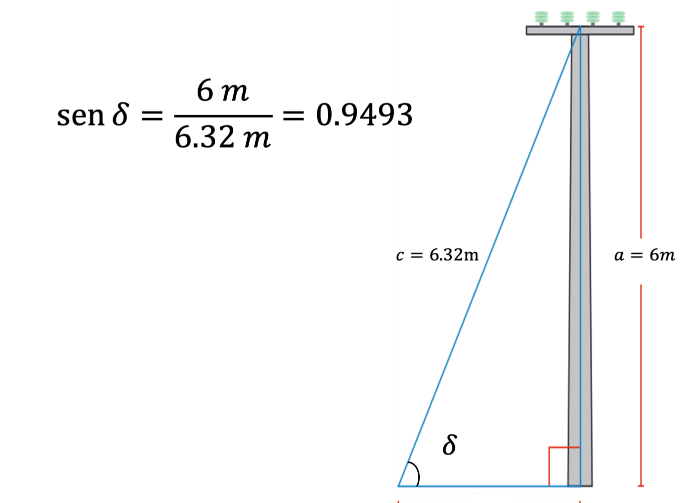 sen δ = 6 m / 6.32 m = 0.9493
c = 6.32m
a = 6m
δ